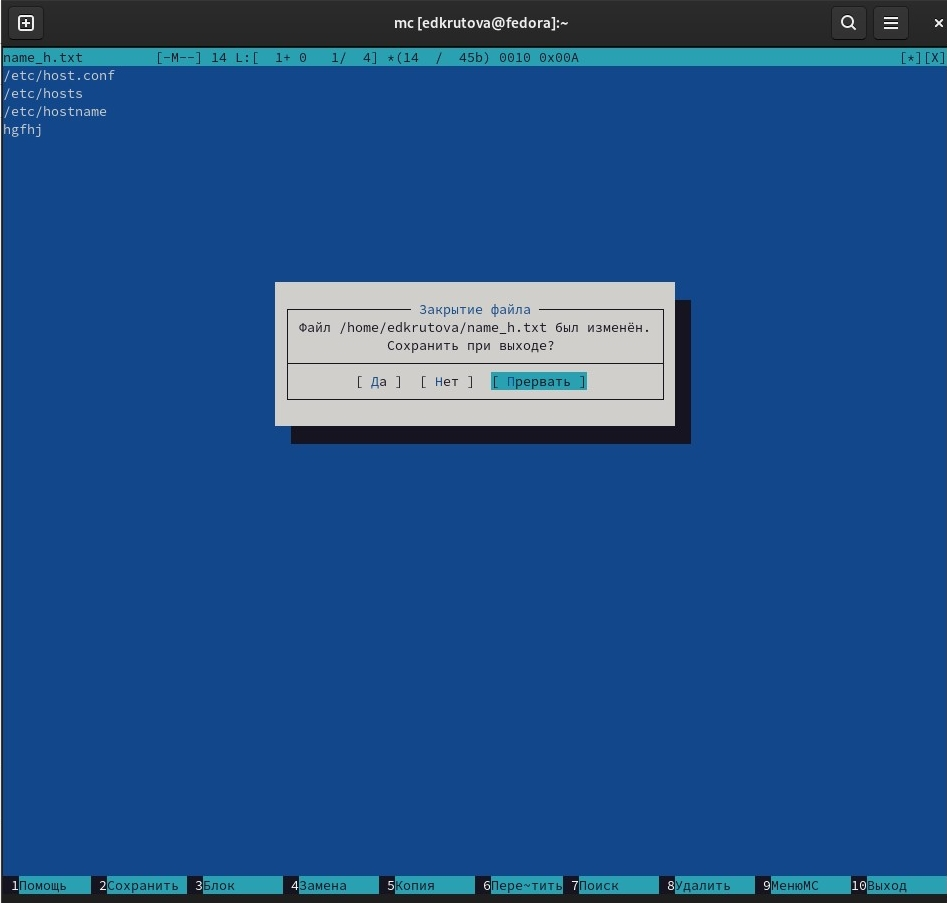 mc [edkrutova@fedora]:~
name_h.txt [-M--] 14 L:[ 1+ 0 1/ 4] *(14 / 45b) 0010 0x00A [*][X]
/etc/host.conf
/etc/hosts
/etc/hostname
hgfhj
Закрытие файла
Файл /home/edkrutova/name_h.txt был изменён.
Сохранить при выходе?
[ Да ] [ Нет ] [ Прервать ]
1Помощь 2Сохранить 3Блок 4Замена 5Копия 6Пере~тить 7Поиск 8Удалить 9МенюMC 10Выход